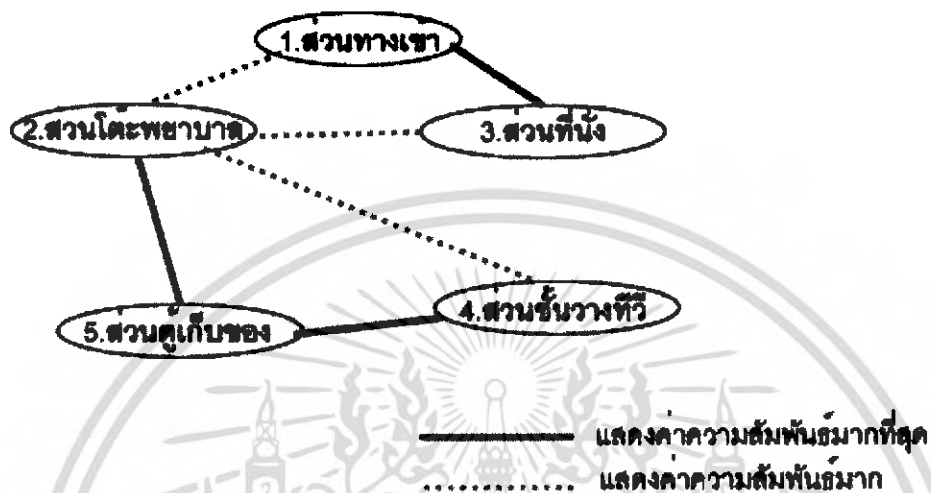 1.ส่วนทางเข้า
2.ส่วนโต๊ะพยาบาล
3.ส่วนที่นั่ง
4.ส่วนชั้นวางทีวี
5.ส่วนตู้เก็บของ
แสดงค่าความสัมพันธ์มากที่สุด
แสดงค่าความสัมพันธ์มาก